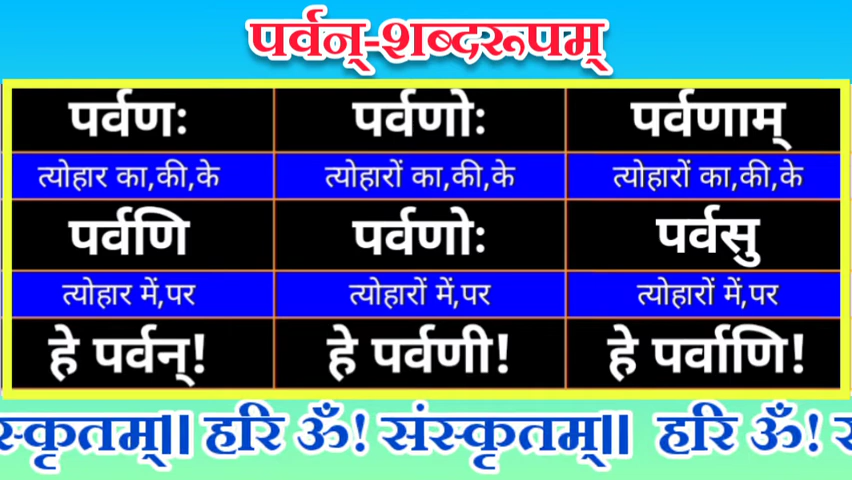 पर्वन्-शब्दरूपम्
पर्वणः पर्वणोः पर्वणाम्
त्योहार का,की,के त्योहारों का,की,के त्योहारों का,की,के
पर्वणि पर्वणोः पर्वसु
त्योहार में,पर त्योहारों में,पर त्योहारों में,पर
हे पर्वन्! हे पर्वणी! हे पर्वाणि!
स्कृतम्|| हरि ॐ! संस्कृतम्|| हरि ॐ!